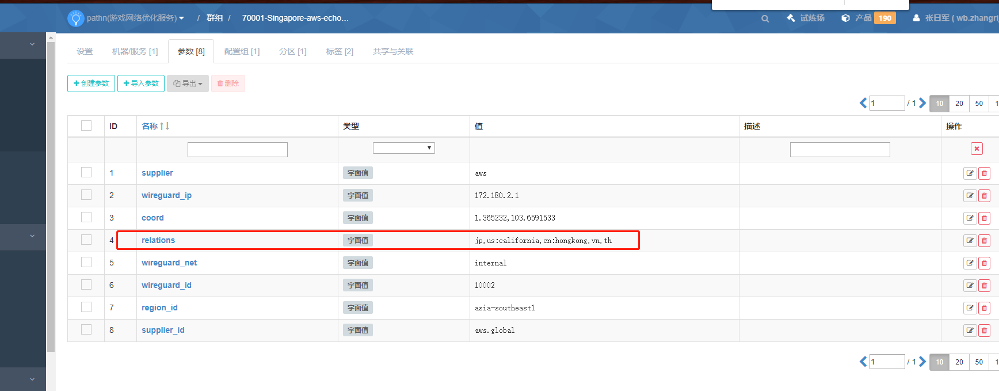 pathn(游戏网络优化服务) / 群组 / 70001-Singapore-aws-echo... 试炼场 产品 190 张日军 ( wb.zhangri
设置 机器/服务 [1] 参数 [8] 配置组 [1] 分区 [1] 标签 [2] 共享与关联
创建参数 导入参数 导出 删除
1 / 1 10 20 50 1
ID 名称 类型 值 描述 操作
1 supplier 字面值 aws
2 wireguard_ip 字面值 172.180.2.1
3 coord 字面值 1.365232,103.6591533
4 relations 字面值 jp,us:california,cn:hongkong,vn,th
5 wireguard_net 字面值 internal
6 wireguard_id 字面值 10002
7 region_id 字面值 asia-southeast1
8 supplier_id 字面值 aws.global
1 / 1 10 20 50 1